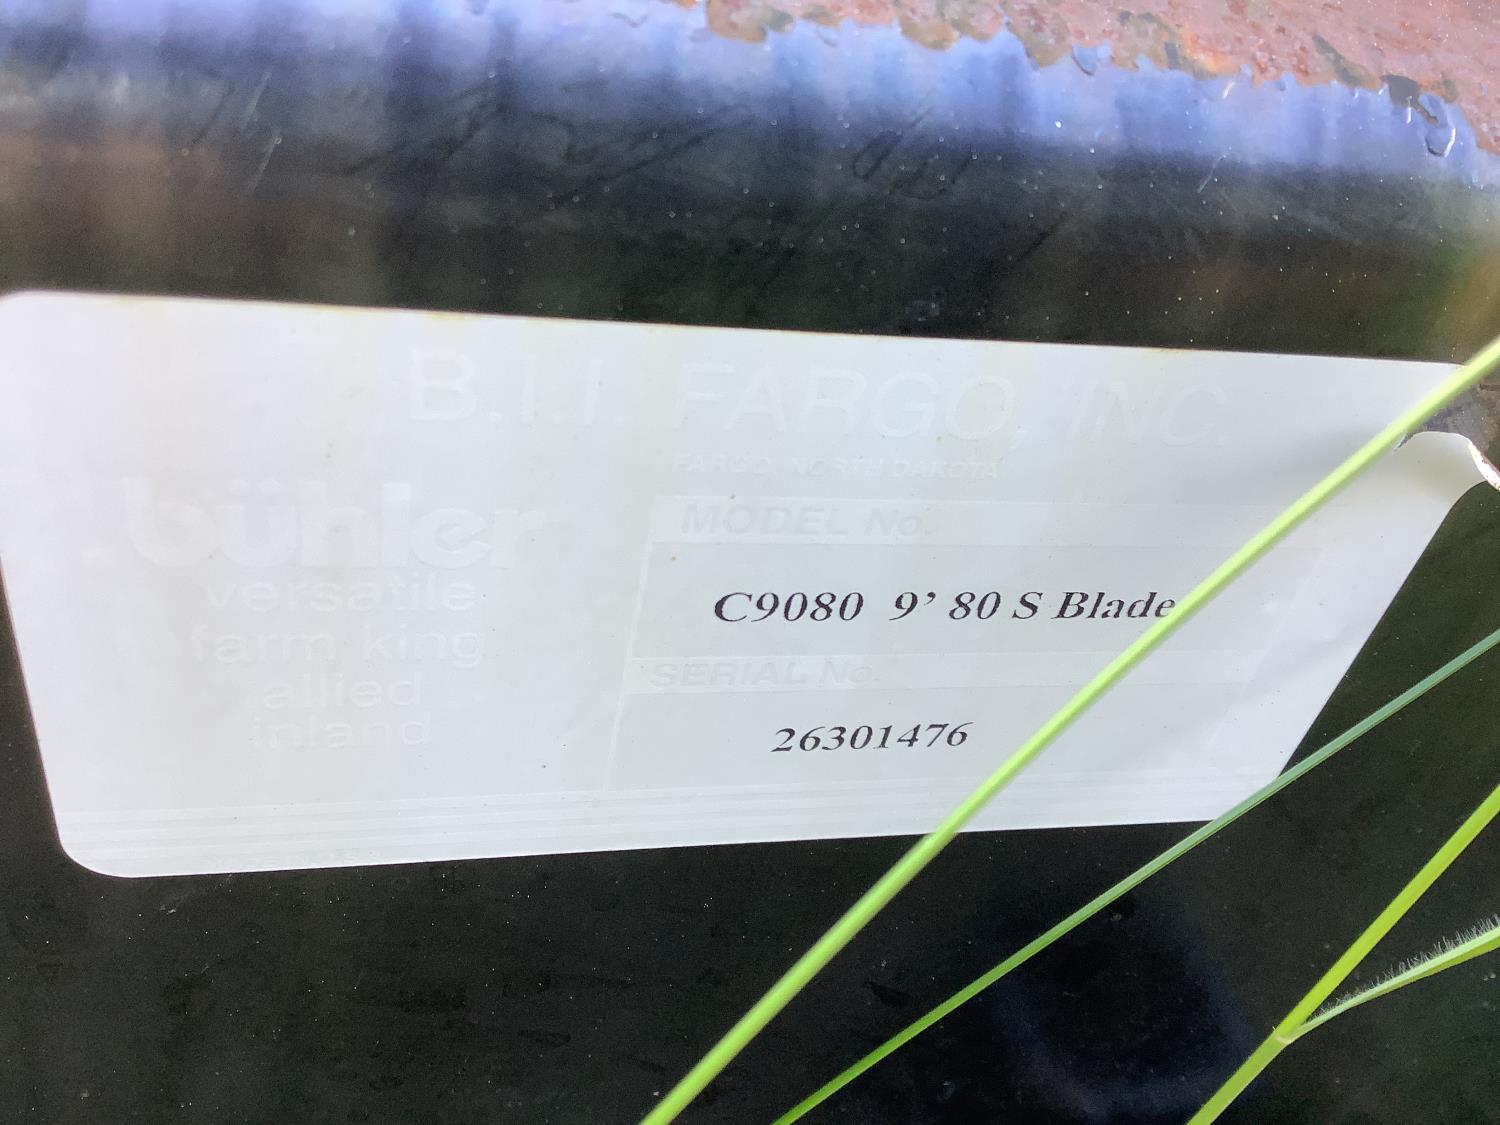 B.I.I. FARGO, INC.
FARGO, NORTH DAKOTA
bühler
versatile
farm king
allied
inland
MODEL No.
C9080 9’ 80 S Blade
SERIAL No.
26301476